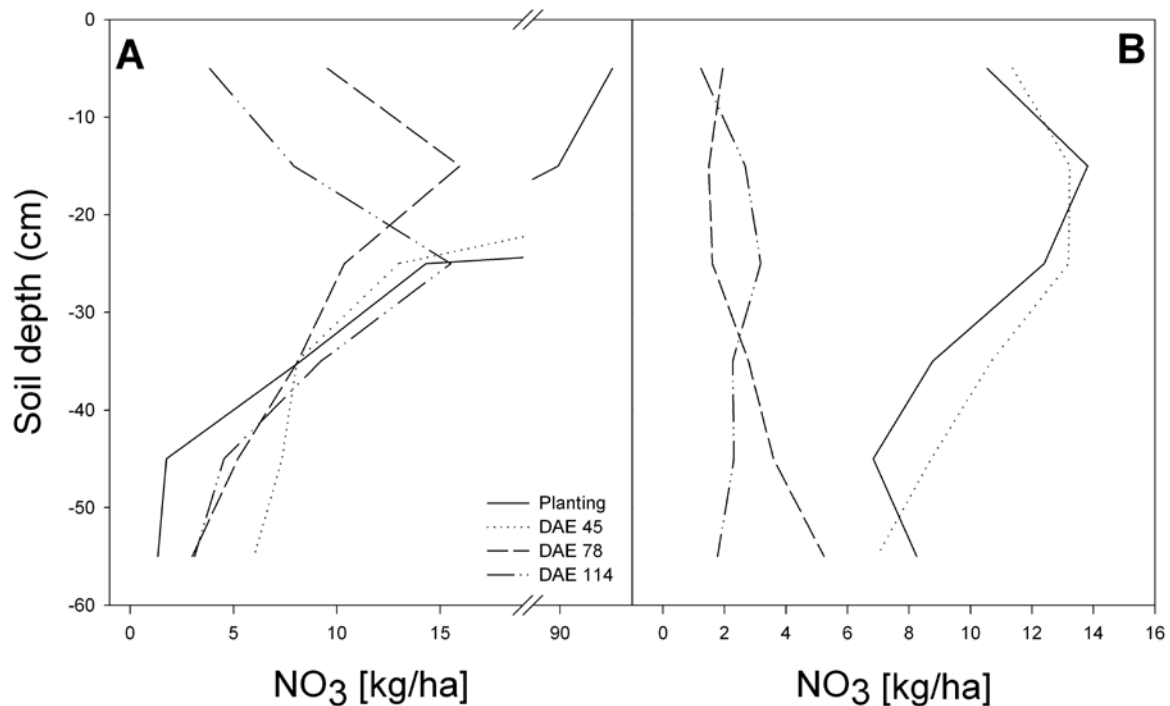 A
B
Soil depth (cm)
0
-10
-20
-30
-40
-50
-60
Planting
DAE 45
DAE 78
DAE 114
0 5 10 15 90
0 2 4 6 8 10 12 14 16
NO3 [kg/ha]
NO3 [kg/ha]